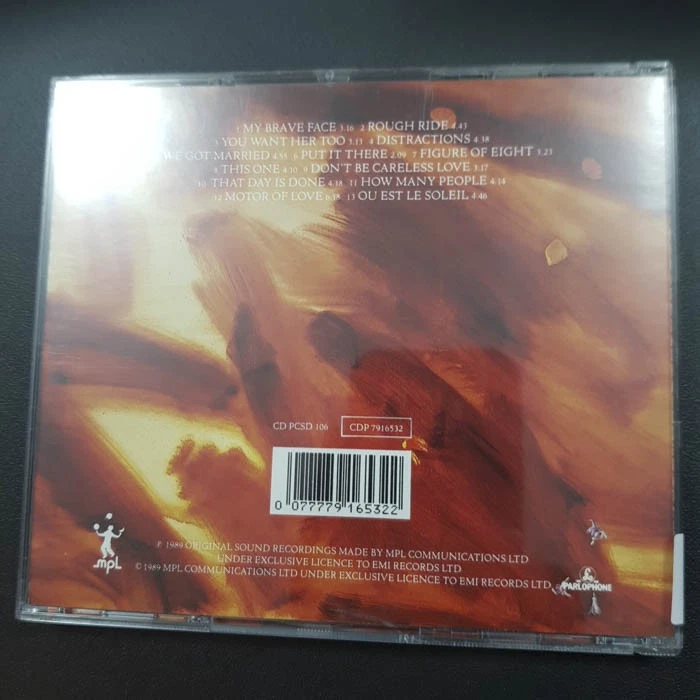 1 MY BRAVE FACE 3.16 2 ROUGH RIDE 4.43
3 YOU WANT HER TOO 3.13 4 DISTRACTIONS 4.38
WE GOT MARRIED 4.55 6 PUT IT THERE 2.09 7 FIGURE OF EIGHT 3.23
8 THIS ONE 4.10 9 DON'T BE CARELESS LOVE 3.17
10 THAT DAY IS DONE 4.18 11 HOW MANY PEOPLE 4.14
12 MOTOR OF LOVE 6.18 13 OU EST LE SOLEIL 4.46
CD PCSD 106 CDP 7916532
0 077779 165322
℗ 1989 ORIGINAL SOUND RECORDINGS MADE BY MPL COMMUNICATIONS LTD
UNDER EXCLUSIVE LICENCE TO EMI RECORDS LTD
© 1989 MPL COMMUNICATIONS LTD UNDER EXCLUSIVE LICENCE TO EMI RECORDS LTD
mpL
PARLOPHONE